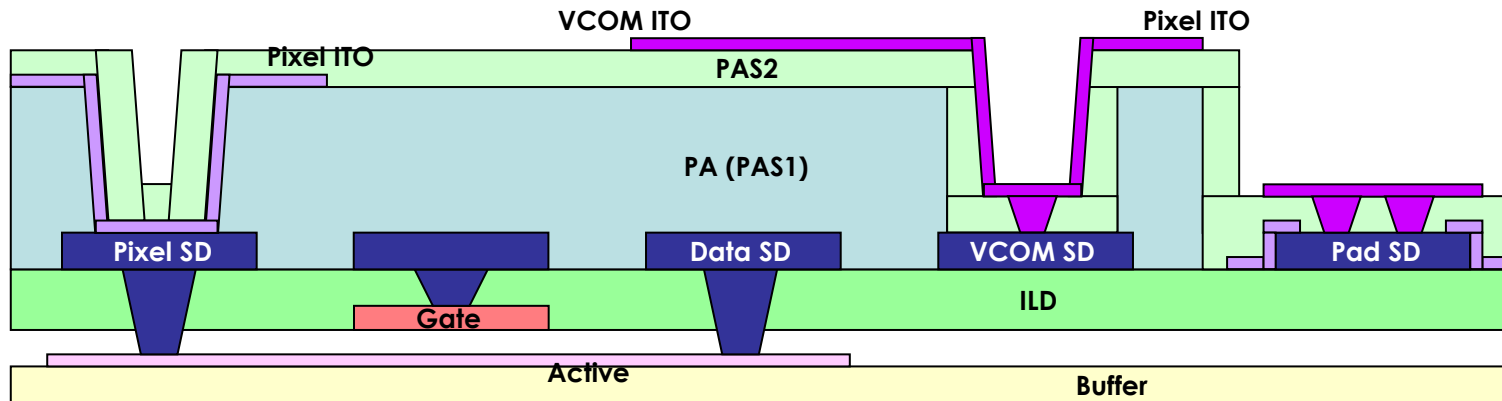 VCOM ITO
Pixel ITO
Pixel ITO
PAS2
PA (PAS1)
Pixel SD
Data SD
VCOM SD
Pad SD
ILD
Gate
Active
Buffer